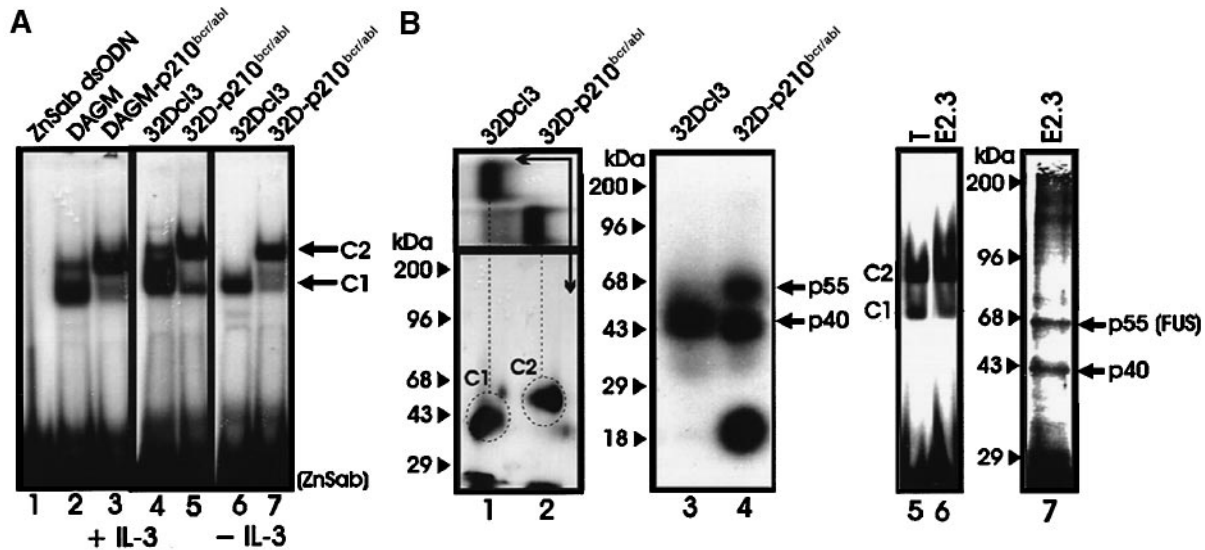 A
ZnSab dsODN
DAGM
DAGM-p210bcr/abl
32Dcl3
32D-p210bcr/abl
32Dcl3
32D-p210bcr/abl
C2
C1
(ZnSab)
1 2 3 4 5 6 7
+ IL-3 − IL-3
B
32Dcl3
32D-p210bcr/abl
kDa
200
96
68
43
29
C1
C2
1 2
32Dcl3
32D-p210bcr/abl
kDa
200
96
68
43
29
18
p55
p40
3 4
T
E2.3
C2
C1
5 6
E2.3
kDa
200
96
68
43
29
p55 (FUS)
p40
7